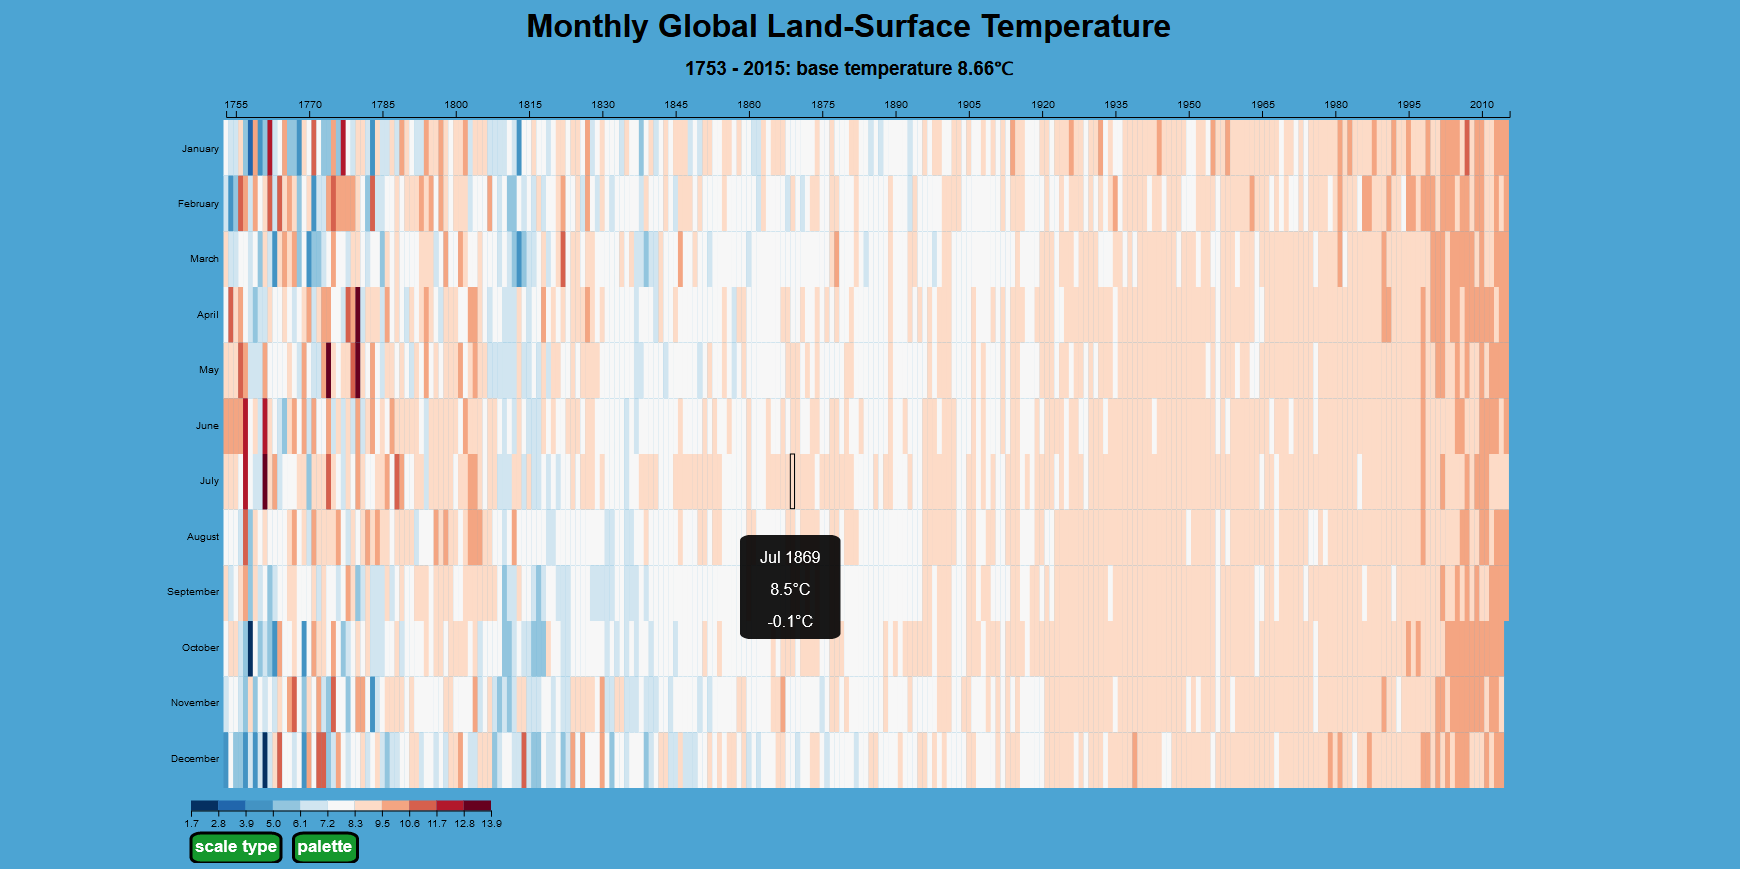 Monthly Global Land-Surface Temperature
1753 - 2015: base temperature 8.66℃
1755 1770 1785 1800 1815 1830 1845 1860 1875 1890 1905 1920 1935 1950 1965 1980 1995 2010
January
February
March
April
May
June
July
August
September
October
November
December
Jul 1869
8.5°C
-0.1°C
1.7 2.8 3.9 5.0 6.1 7.2 8.3 9.5 10.6 11.7 12.8 13.9
scale type palette